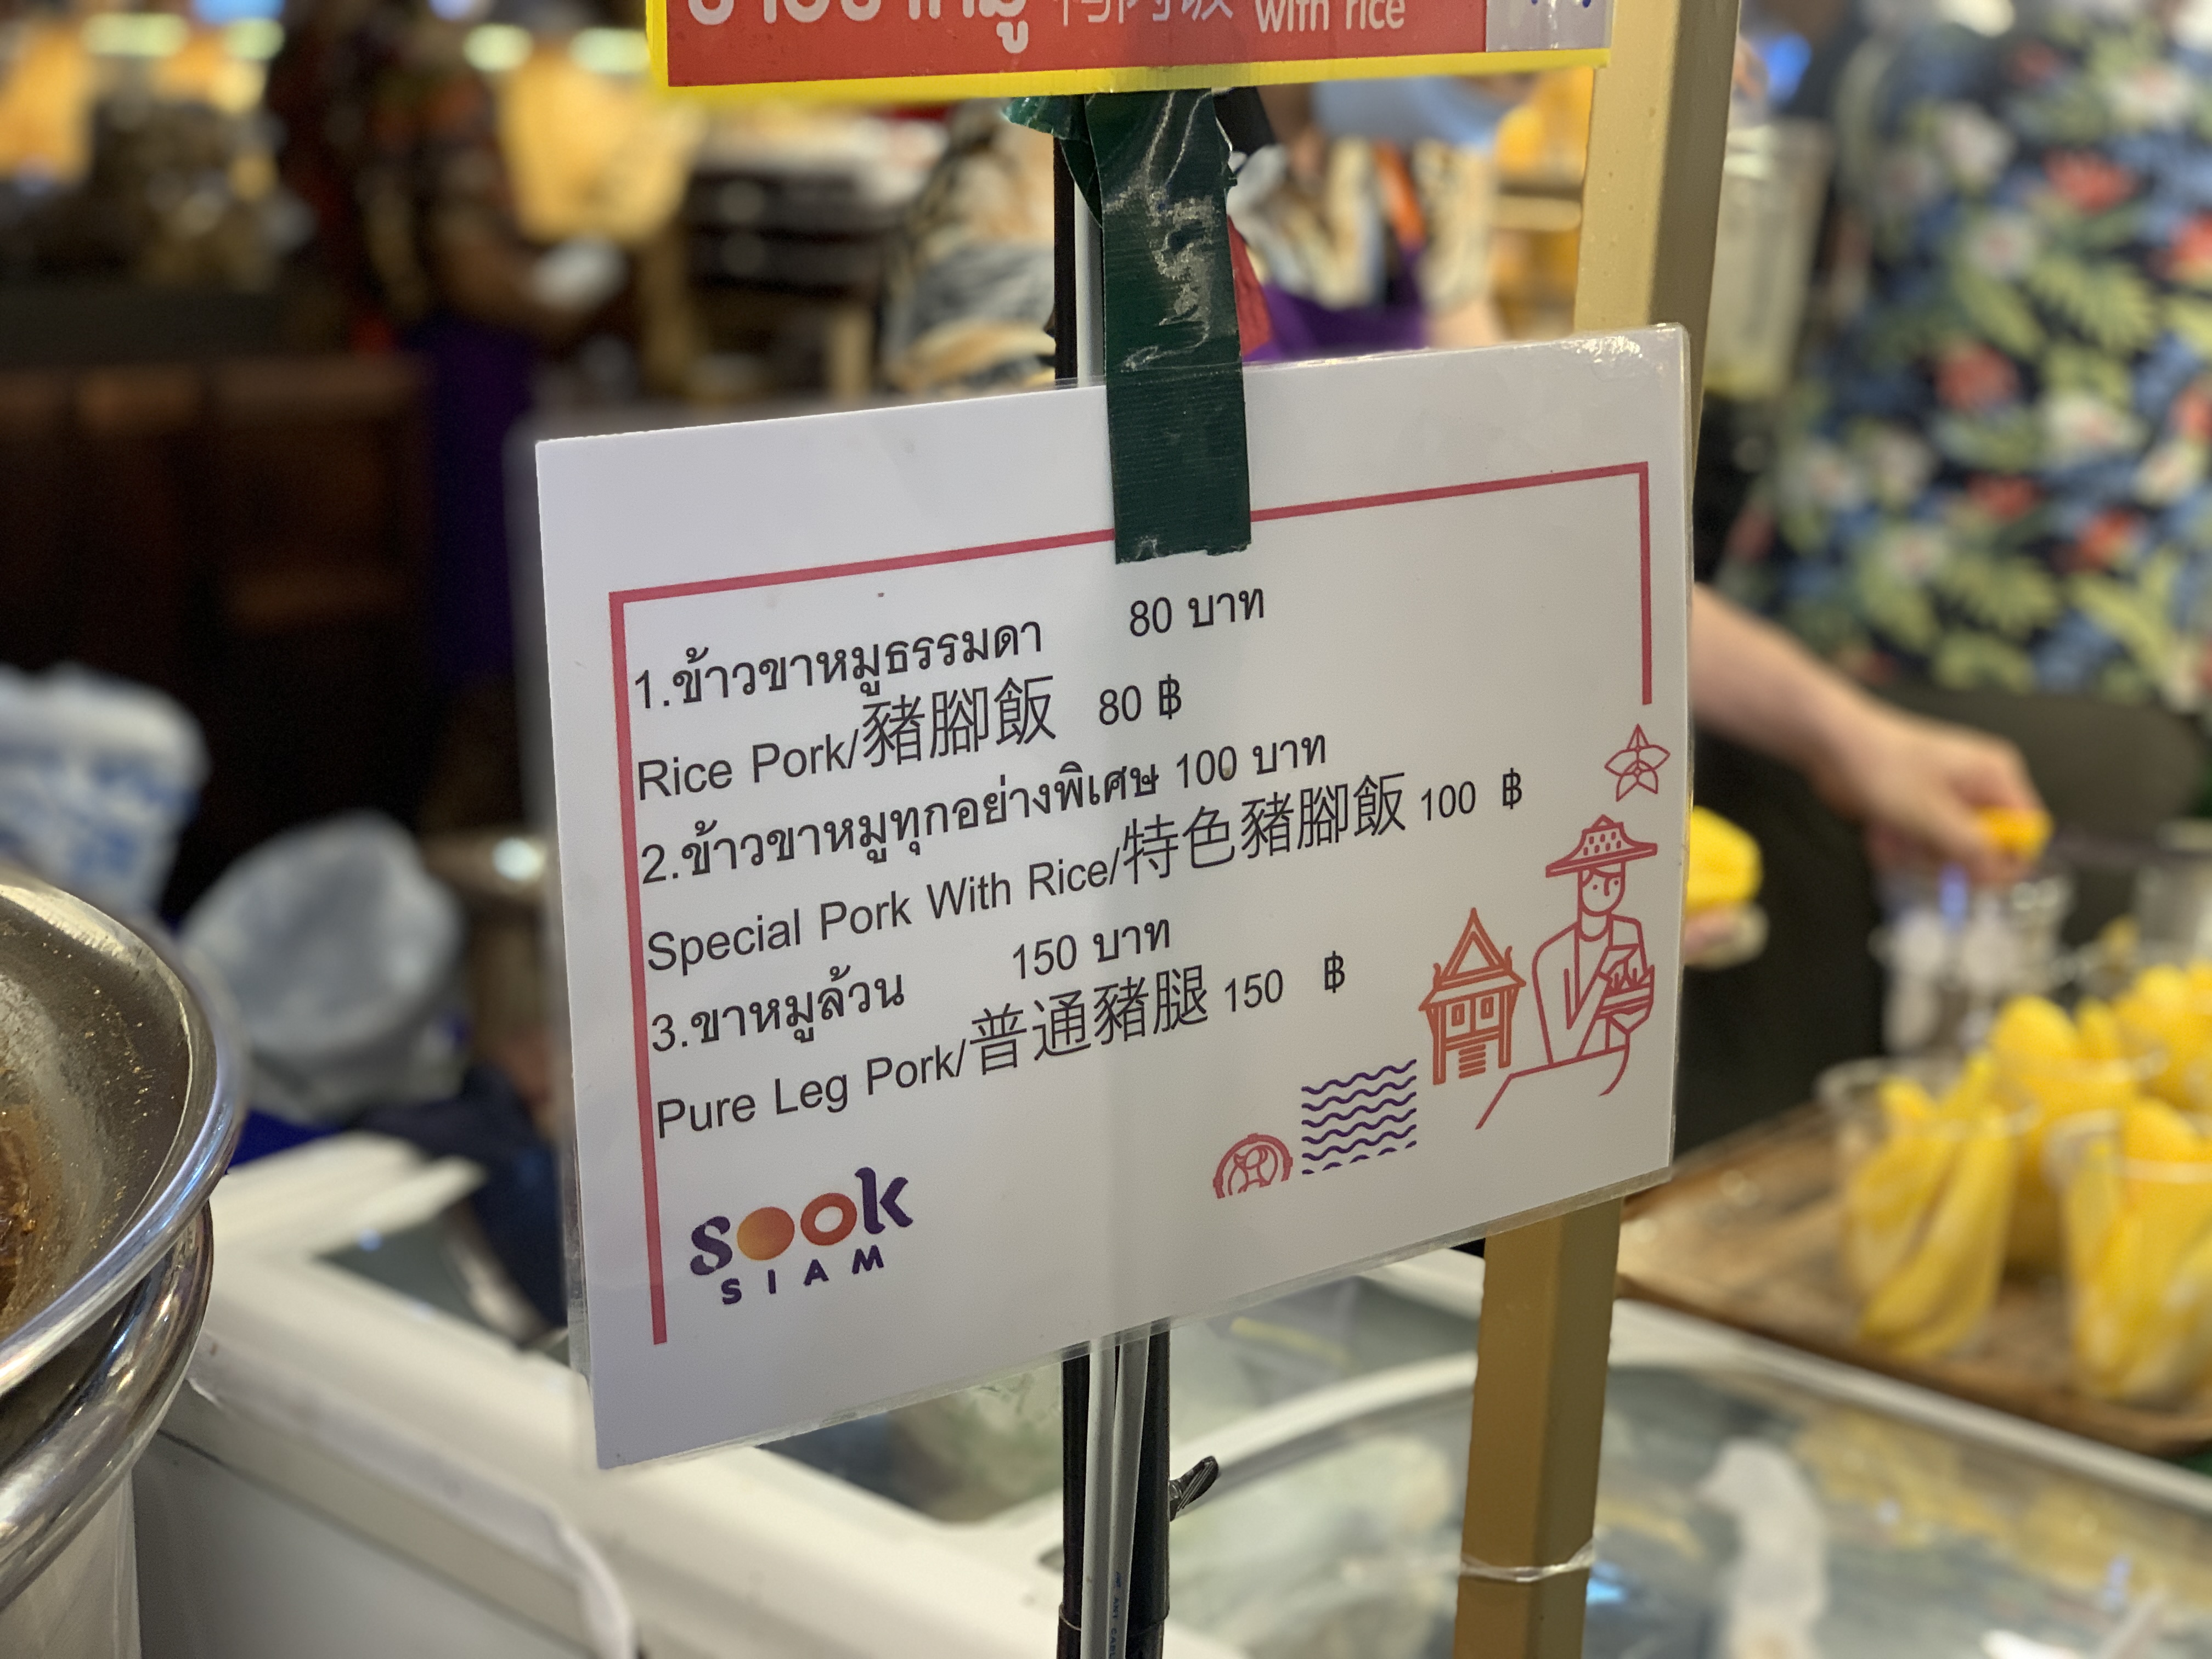 with rice
1.ข้าวขาหมูธรรมดา 80 บาท
Rice Pork/豬腳飯 80 ฿
2.ข้าวขาหมูทุกอย่างพิเศษ 100 บาท
Special Pork With Rice/特色豬腳飯 100 ฿
3.ขาหมูล้วน 150 บาท
Pure Leg Pork/普通豬腿 150 ฿
sook
SIAM